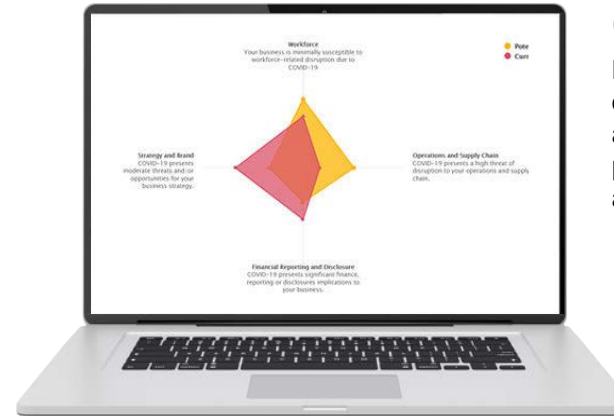 Workforce
Your business is minimally susceptible to
workforce-related disruption due to
COVID-19
Pote
Curr
Strategy and Brand
COVID-19 presents
moderate threats and/or
opportunities for your
business strategy.
Operations and Supply Chain
COVID-19 presents a high threat of
disruption to your operations and supply
chain.
Financial Reporting and Disclosure
COVID-19 presents significant finance,
reporting or disclosures implications to
your business.